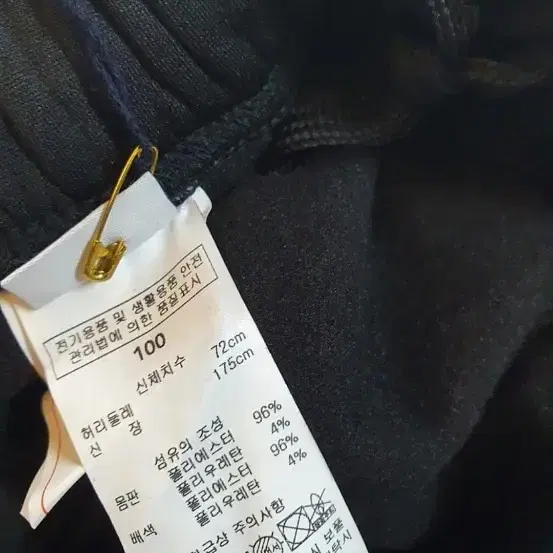 전기용품 및 생활용품 안전
관리법에 의한 품질표시
100
신체치수
허리둘레 72cm
신 장 175cm
섬유의 조성
몸판 폴리에스터 96%
폴리우레탄 4%
배색 폴리에스터 96%
폴리우레탄 4%
취급상 주의사항